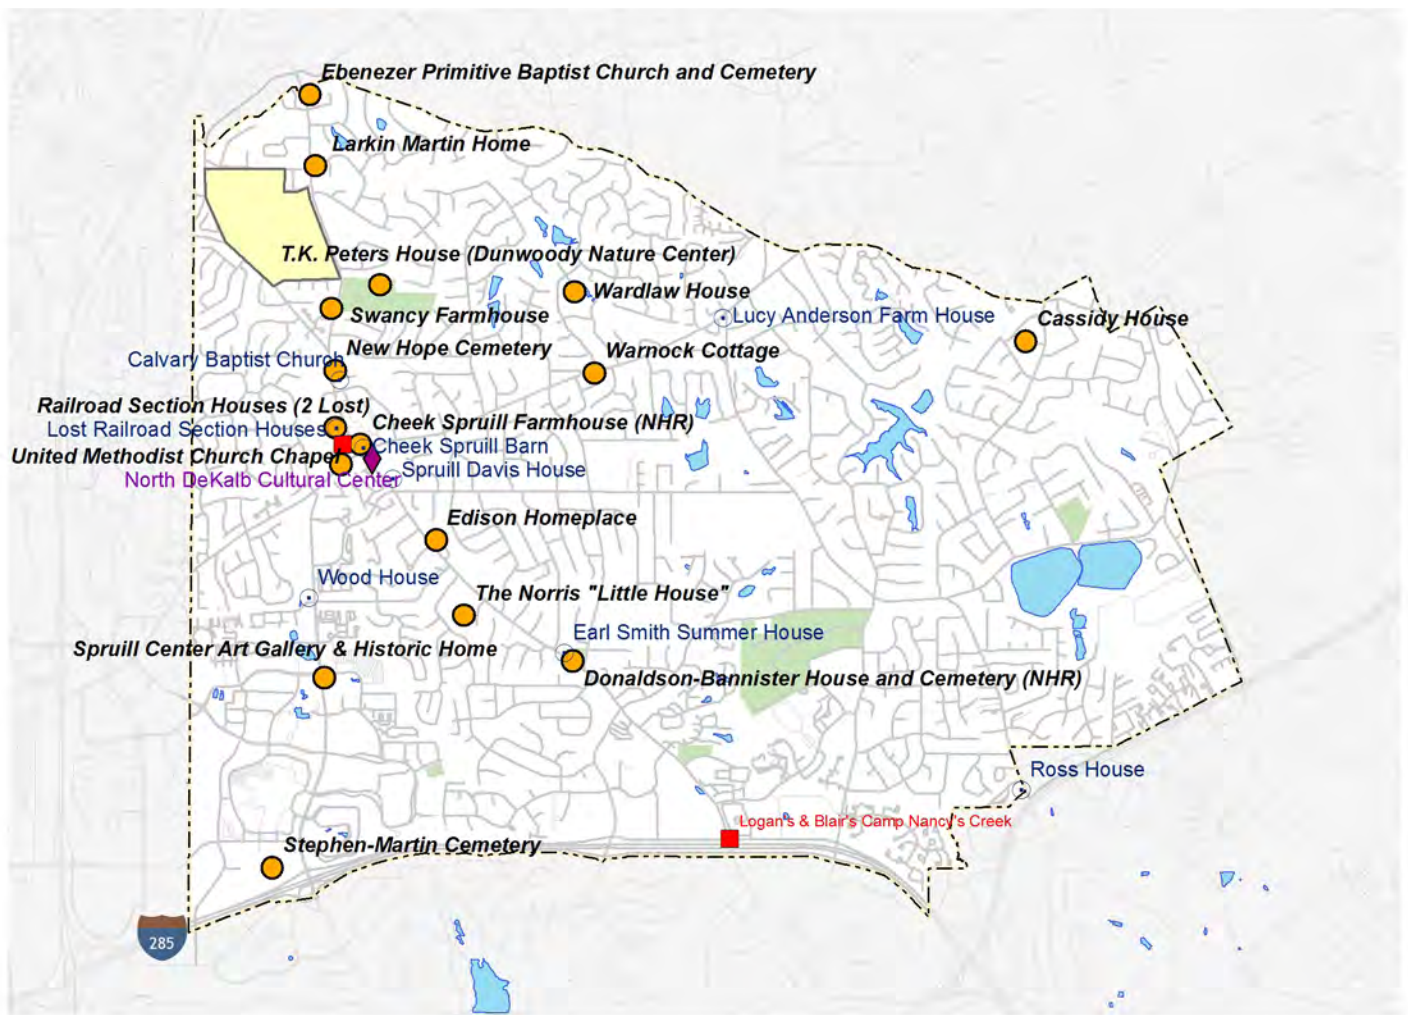 Ebenezer Primitive Baptist Church and Cemetery
Larkin Martin Home
T.K. Peters House (Dunwoody Nature Center)
Wardlaw House
Swancy Farmhouse
Lucy Anderson Farm House
Cassidy House
New Hope Cemetery
Calvary Baptist Church
Warnock Cottage
Railroad Section Houses (2 Lost)
Cheek Spruill Farmhouse (NHR)
Lost Railroad Section Houses
Cheek Spruill Barn
United Methodist Church Chapel
Spruill Davis House
North DeKalb Cultural Center
Edison Homeplace
Wood House
The Norris "Little House"
Earl Smith Summer House
Spruill Center Art Gallery & Historic Home
Donaldson-Bannister House and Cemetery (NHR)
Ross House
Logan's & Blair's Camp Nancy's Creek
Stephen-Martin Cemetery
285